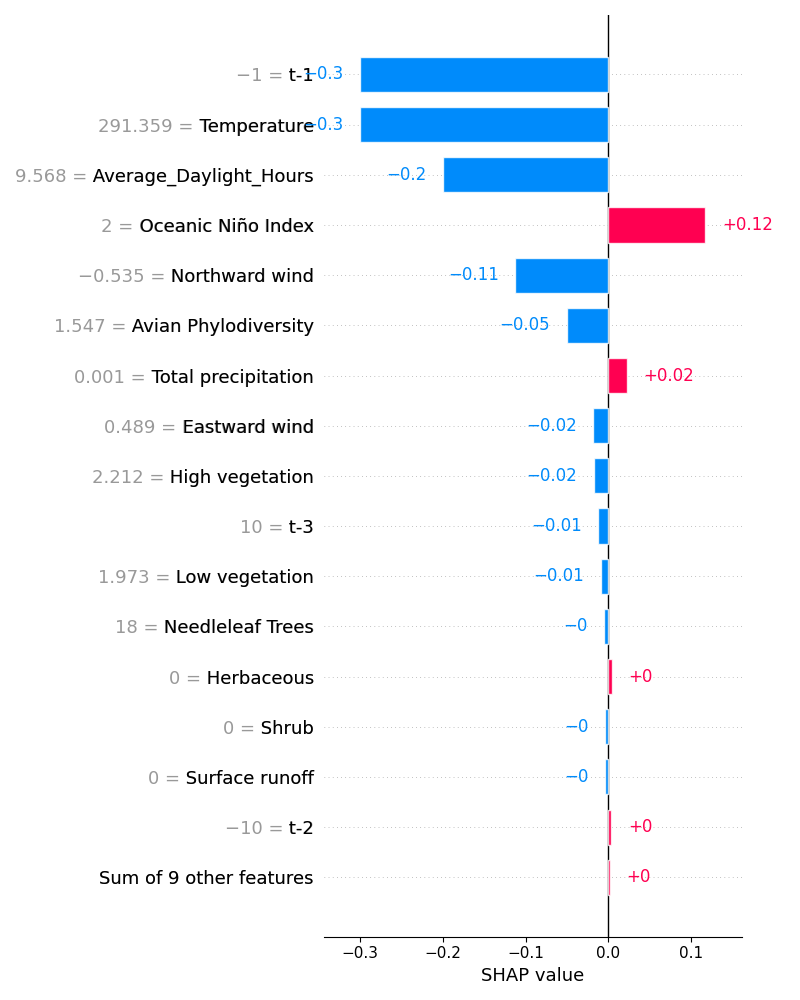 −1 = t-1 −0.3
291.359 = Temperature −0.3
9.568 = Average_Daylight_Hours −0.2
2 = Oceanic Niño Index +0.12
−0.535 = Northward wind −0.11
1.547 = Avian Phylodiversity −0.05
0.001 = Total precipitation +0.02
0.489 = Eastward wind −0.02
2.212 = High vegetation −0.02
10 = t-3 −0.01
1.973 = Low vegetation −0.01
18 = Needleleaf Trees −0
0 = Herbaceous +0
0 = Shrub −0
0 = Surface runoff −0
−10 = t-2 +0
Sum of 9 other features +0
−0.3 −0.2 −0.1 0.0 0.1
SHAP value